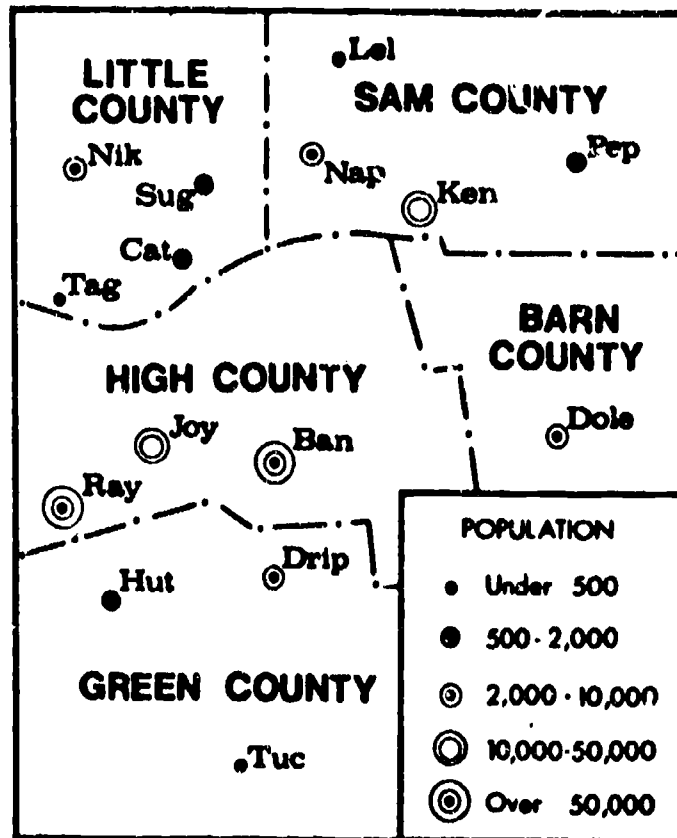 LITTLE
COUNTY
Lel
SAM COUNTY
Nik
Sug
Nap
Pep
Ken
Cat
Tag
BARN
COUNTY
HIGH COUNTY
Joy
Ban
Dole
Ray
Hut
Drip
GREEN COUNTY
Tuc
POPULATION
Under 500
500-2,000
2,000-10,000
10,000-50,000
Over 50,000